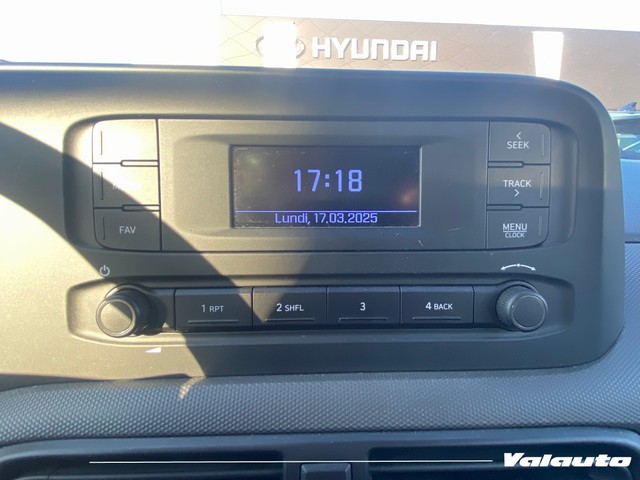 HYUNDAI
17:18
Lundi, 17.03.2025
FAV
< SEEK
TRACK >
MENU
CLOCK
1 RPT
2 SHFL
3
4 BACK
Valauto